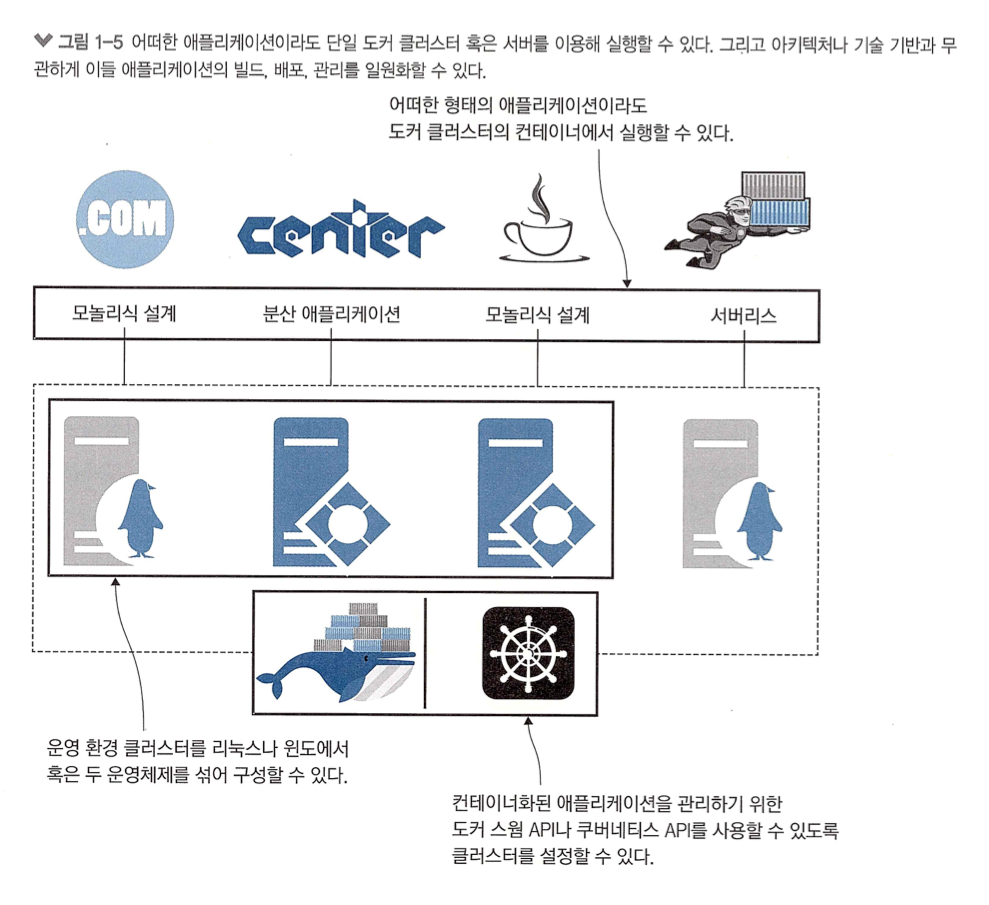 그림 1-5 어떠한 애플리케이션이라도 단일 도커 클러스터 혹은 서버를 이용해 실행할 수 있다. 그리고 아키텍처나 기술 기반과 무
관하게 이들 애플리케이션의 빌드, 배포, 관리를 일원화할 수 있다.
어떠한 형태의 애플리케이션이라도
도커 클러스터의 컨테이너에서 실행할 수 있다.
.COM
center
모놀리식 설계
분산 애플리케이션
모놀리식 설계
서버리스
운영 환경 클러스터를 리눅스나 윈도에서
혹은 두 운영체제를 섞어 구성할 수 있다.
컨테이너화된 애플리케이션을 관리하기 위한
도커 스웜 API나 쿠버네티스 API를 사용할 수 있도록
클러스터를 설정할 수 있다.